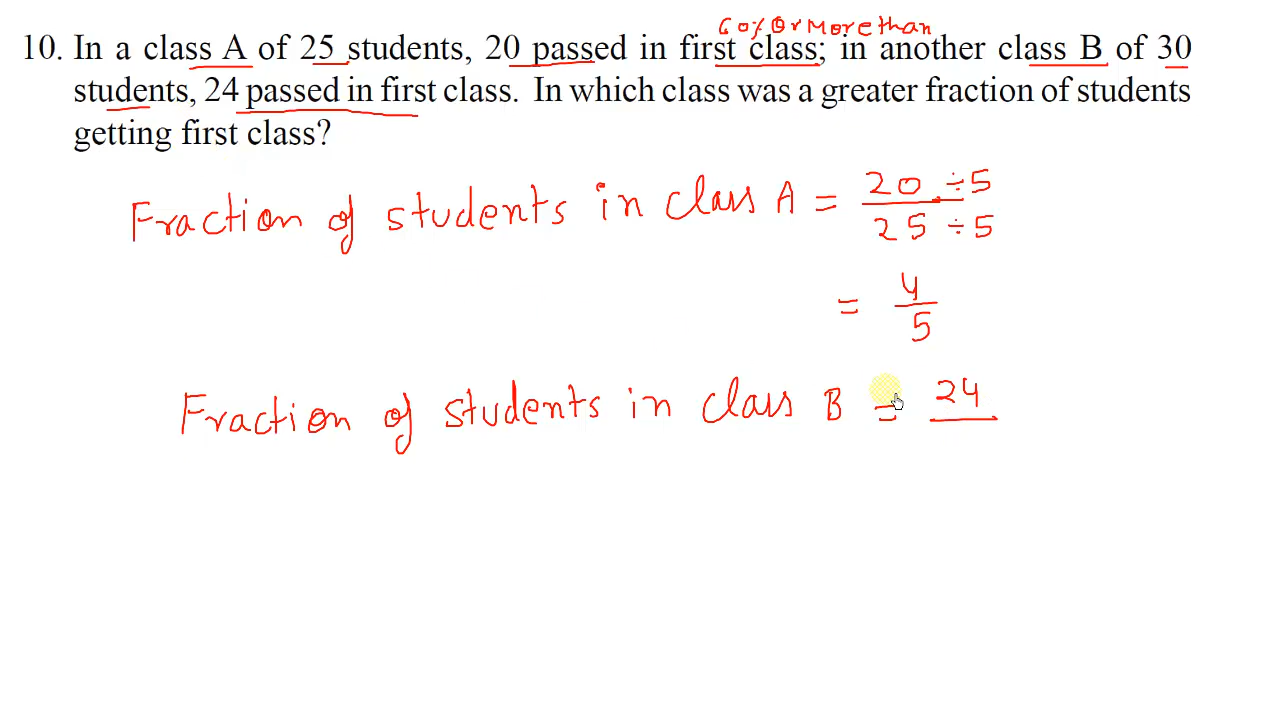 60% Or More than
10. In a class A of 25 students, 20 passed in first class; in another class B of 30
students, 24 passed in first class. In which class was a greater fraction of students
getting first class?
Fraction of students in class A = 20 ÷5
25 ÷5
= 4
5
Fraction of students in class B = 24